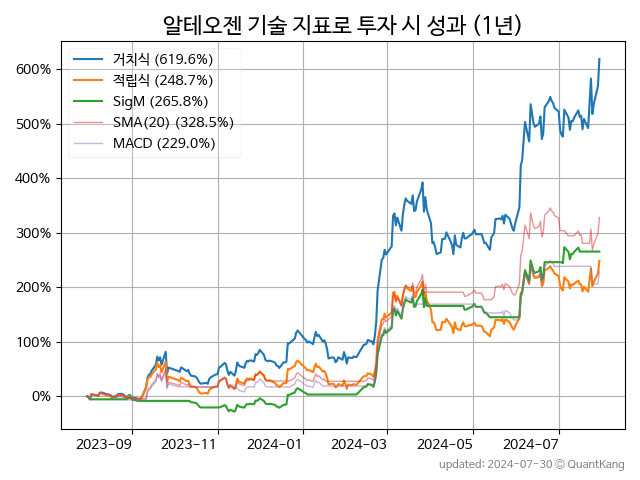 알테오젠 기술 지표로 투자 시 성과 (1년)
거치식 (619.6%)
적립식 (248.7%)
SigM (265.8%)
SMA(20) (328.5%)
MACD (229.0%)
600%
500%
400%
300%
200%
100%
0%
2023-09 2023-11 2024-01 2024-03 2024-05 2024-07
updated: 2024-07-30 © QuantKang